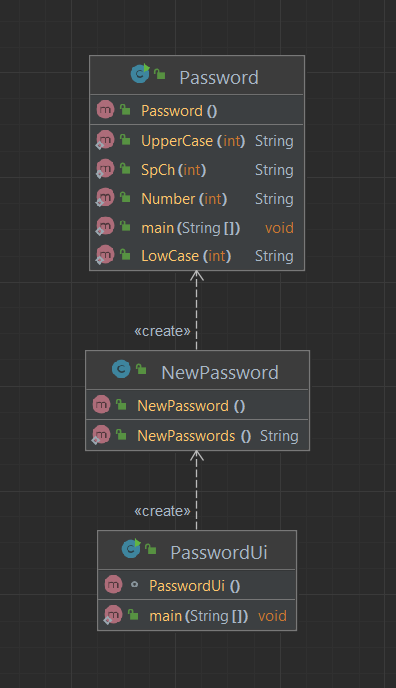 Password
Password ()
UpperCase (int) String
SpCh (int) String
Number (int) String
main (String []) void
LowCase (int) String
«create»
NewPassword
NewPassword ()
NewPasswords () String
«create»
PasswordUi
PasswordUi ()
main (String []) void